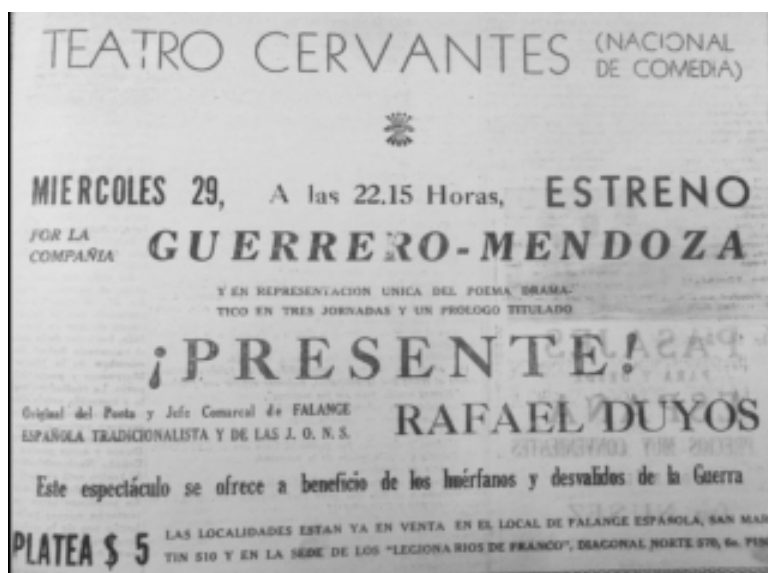 TEATRO CERVANTES (NACIONAL
DE COMEDIA)
MIERCOLES 29, A las 22.15 Horas, ESTRENO
POR LA
COMPAÑIA GUERRERO-MENDOZA
Y EN REPRESENTACION UNICA DEL POEMA DRAMA-
TICO EN TRES JORNADAS Y UN PROLOGO TITULADO
¡PRESENTE!
Original del Poeta y Jefe Comarcal de FALANGE
ESPAÑOLA TRADICIONALISTA Y DE LAS J. O. N. S. RAFAEL DUYOS
Este espectáculo se ofrece a beneficio de los huérfanos y desvalidos de la Guerra
PLATEA $ 5 LAS LOCALIDADES ESTAN YA EN VENTA EN EL LOCAL DE FALANGE ESPAÑOLA, SAN MAR
TIN 510 Y EN LA SEDE DE LOS "LEGIONARIOS DE FRANCO", DIAGONAL NORTE 570, 6o. PISO